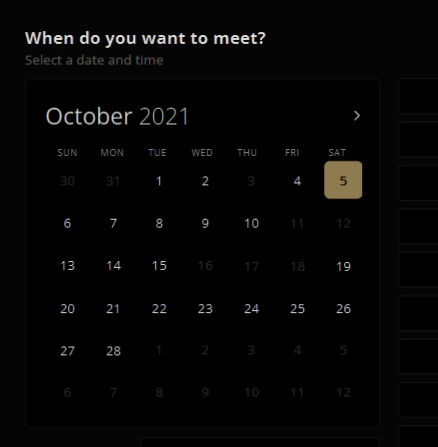 When do you want to meet?
Select a date and time
October 2021 >
SUN MON TUE WED THU FRI SAT
30 31 1 2 3 4 5
6 7 8 9 10 11 12
13 14 15 16 17 18 19
20 21 22 23 24 25 26
27 28 1 2 3 4 5
6 7 8 9 10 11 12